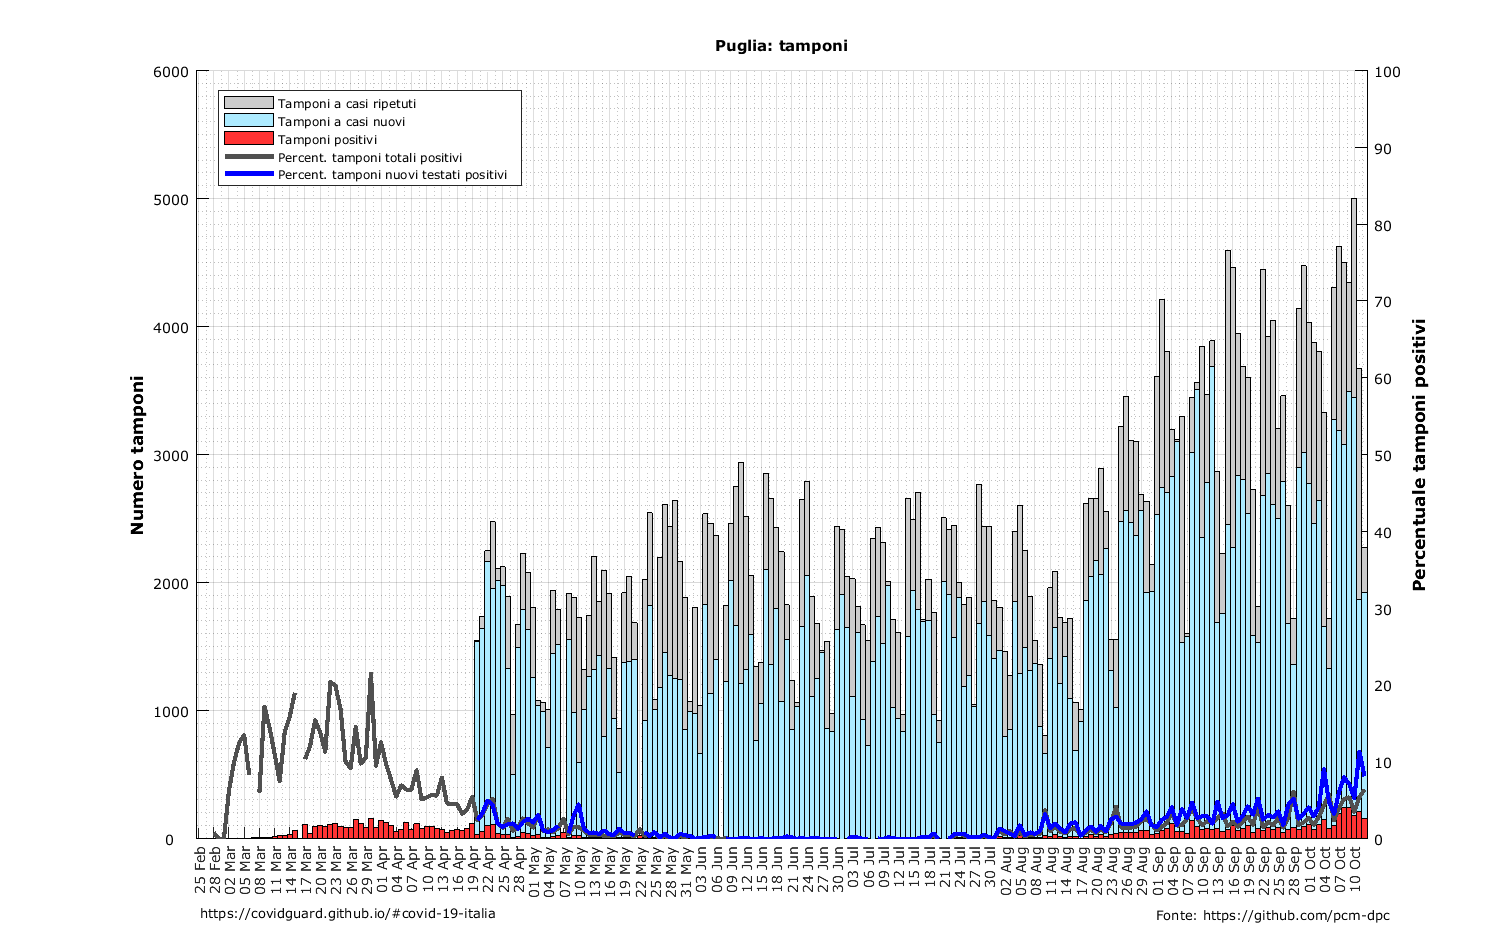 Puglia: tamponi
6000
5000
4000
3000
2000
1000
0
Numero tamponi
Tamponi a casi ripetuti
Tamponi a casi nuovi
Tamponi positivi
Percent. tamponi totali positivi
Percent. tamponi nuovi testati positivi
100
90
80
70
60
50
40
30
20
10
0
Percentuale tamponi positivi
25 Feb
28 Feb
02 Mar
05 Mar
08 Mar
11 Mar
14 Mar
17 Mar
20 Mar
23 Mar
26 Mar
29 Mar
01 Apr
04 Apr
07 Apr
10 Apr
13 Apr
16 Apr
19 Apr
22 Apr
25 Apr
28 Apr
01 May
04 May
07 May
10 May
13 May
16 May
19 May
22 May
25 May
28 May
31 May
03 Jun
06 Jun
09 Jun
12 Jun
15 Jun
18 Jun
21 Jun
24 Jun
27 Jun
30 Jun
03 Jul
06 Jul
09 Jul
12 Jul
15 Jul
18 Jul
21 Jul
24 Jul
27 Jul
30 Jul
02 Aug
05 Aug
08 Aug
11 Aug
14 Aug
17 Aug
20 Aug
23 Aug
26 Aug
29 Aug
01 Sep
04 Sep
07 Sep
10 Sep
13 Sep
16 Sep
19 Sep
22 Sep
25 Sep
28 Sep
01 Oct
04 Oct
07 Oct
10 Oct
https://covidguard.github.io/#covid-19-italia
Fonte: https://github.com/pcm-dpc